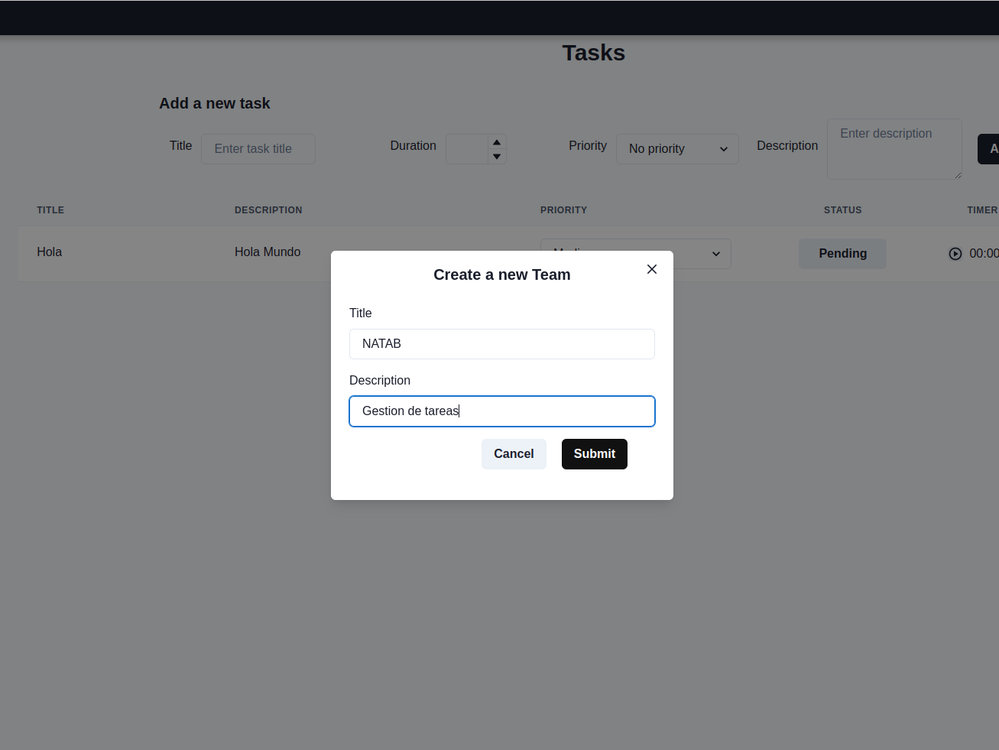 Tasks
Add a new task
Title Enter task title Duration Priority No priority Description Enter description
TITLE DESCRIPTION PRIORITY STATUS TIMER
Hola Hola Mundo Pending 00:00
Create a new Team
Title
NATAB
Description
Gestion de tareas
Cancel Submit